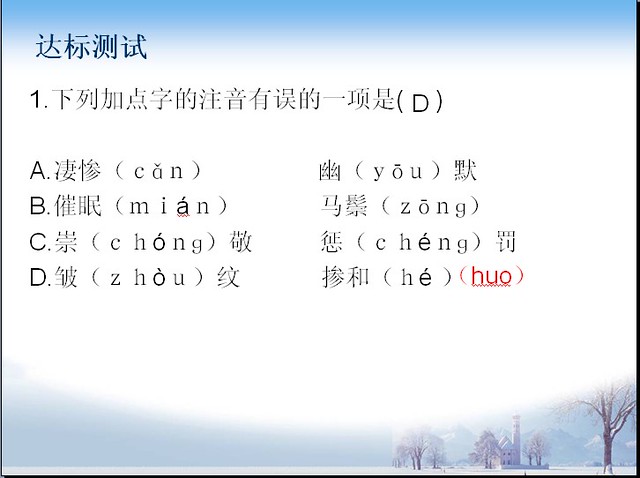 达标测试
1.下列加点字的注音有误的一项是( D )
A.凄惨（cǎn） 幽（yōu）默
B.催眠（mián） 马鬃（zōng）
C.崇（chóng）敬 惩（chéng）罚
D.皱（zhòu）纹 掺和（hé）（huo）